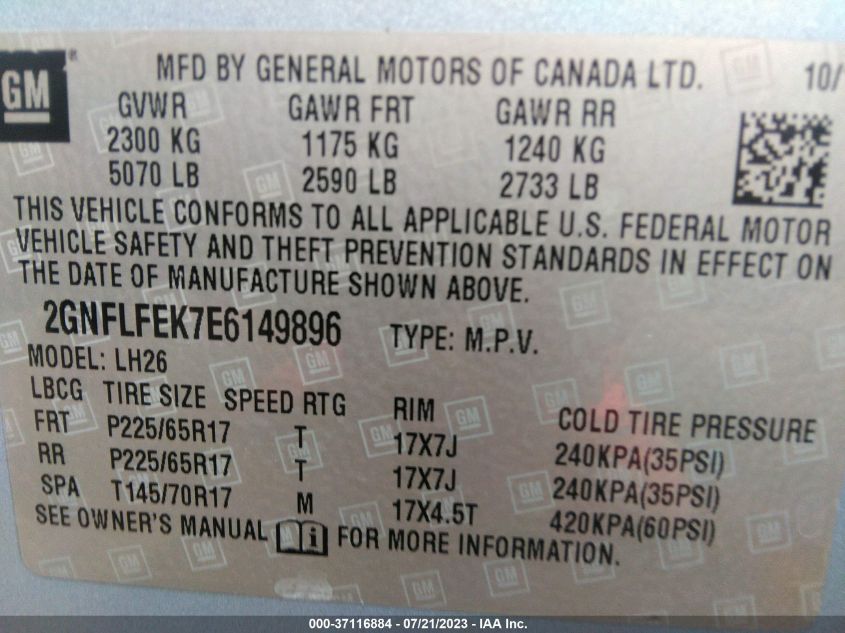 GM ®
MFD BY GENERAL MOTORS OF CANADA LTD. 10/
GVWR GAWR FRT GAWR RR
2300 KG 1175 KG 1240 KG
5070 LB 2590 LB 2733 LB
THIS VEHICLE CONFORMS TO ALL APPLICABLE U.S. FEDERAL MOTOR
VEHICLE SAFETY AND THEFT PREVENTION STANDARDS IN EFFECT ON
THE DATE OF MANUFACTURE SHOWN ABOVE.
2GNFLFEK7E6149896 TYPE: M.P.V.
MODEL: LH26
LBCG TIRE SIZE SPEED RTG RIM COLD TIRE PRESSURE
FRT P225/65R17 T 17X7J 240KPA(35PSI)
RR P225/65R17 T 17X7J 240KPA(35PSI)
SPA T145/70R17 M 17X4.5T 420KPA(60PSI)
SEE OWNER'S MANUAL i FOR MORE INFORMATION.
000-37116884 / 07/21/2023 - IAA Inc.